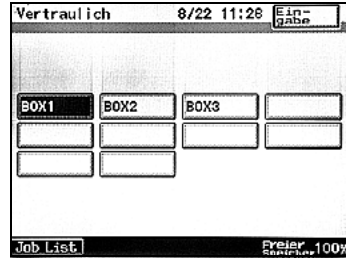 Vertraulich 8/22 11:28 Ein-
gabe
BOX1 BOX2 BOX3
Job List Freier
Speicher 100%